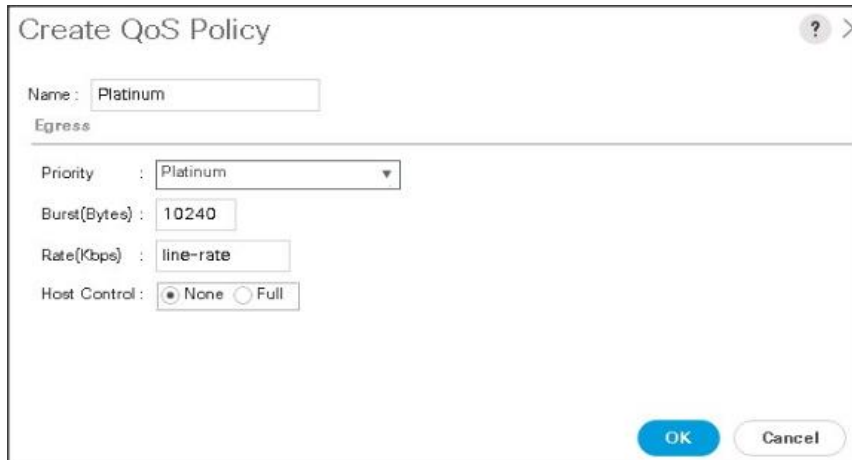 Create QoS Policy ?
Name : Platinum
Egress
Priority : Platinum
Burst(Bytes) : 10240
Rate(Kbps) : line-rate
Host Control : None Full
OK Cancel